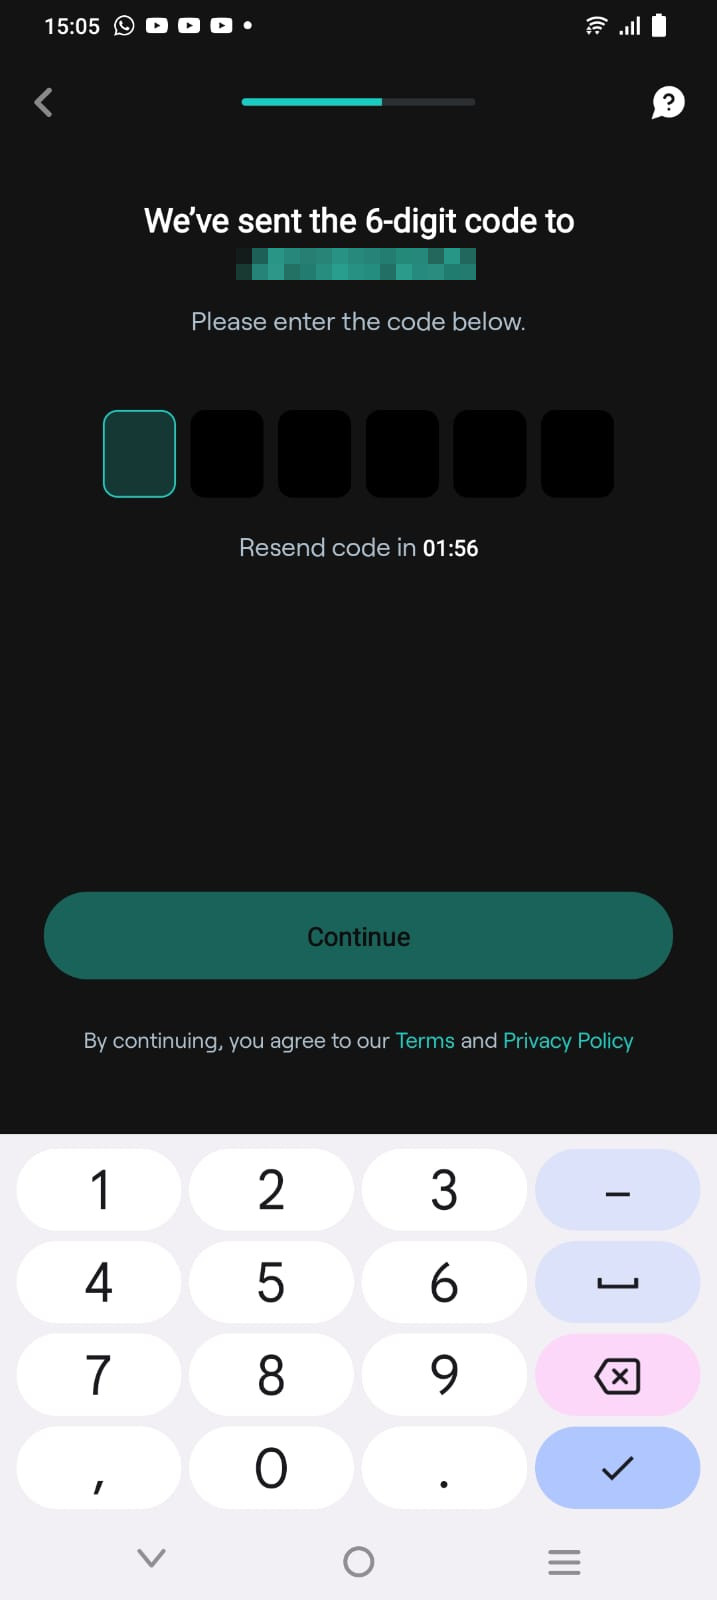 15:05
We’ve sent the 6-digit code to
Please enter the code below.
Resend code in 01:56
Continue
By continuing, you agree to our Terms and Privacy Policy
1 2 3 –
4 5 6
7 8 9
, 0 .